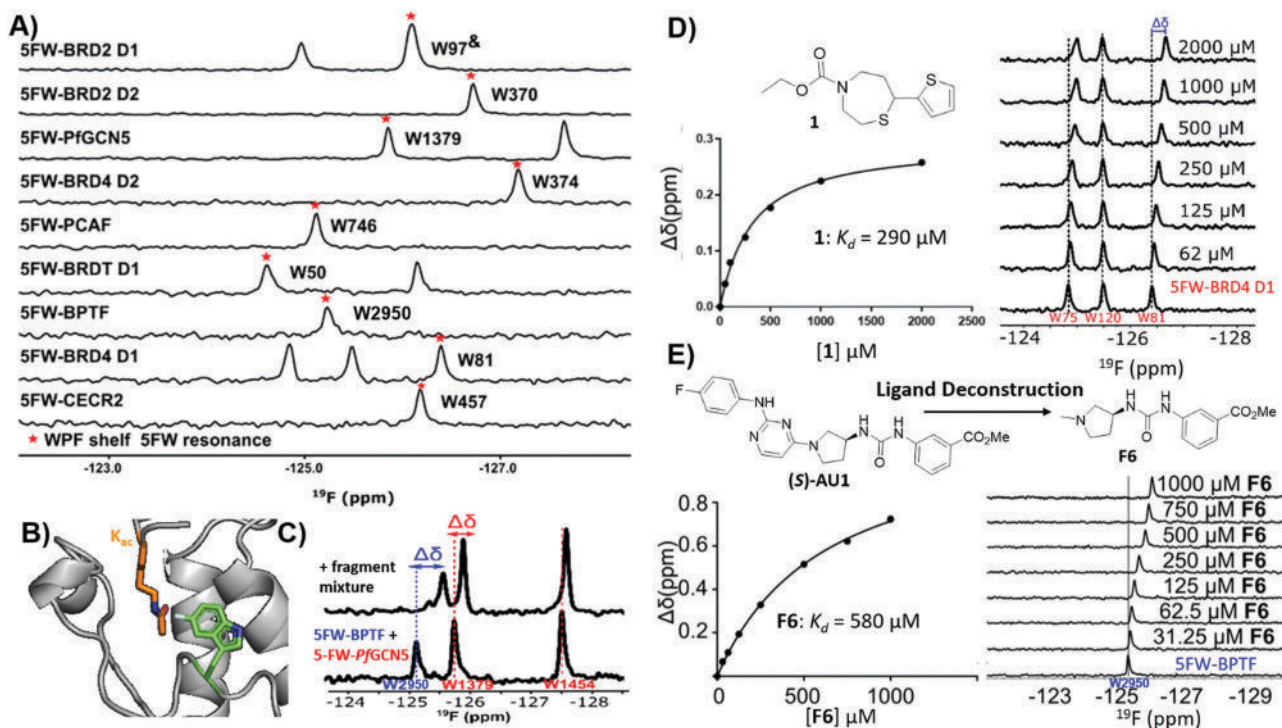 A)
5FW-BRD2 D1
W97&
5FW-BRD2 D2
W370
5FW-PfGCN5
W1379
5FW-BRD4 D2
W374
5FW-PCAF
W746
5FW-BRDT D1
W50
5FW-BPTF
W2950
5FW-BRD4 D1
W81
5FW-CECR2
W457
★ WPF shelf 5FW resonance
-123.0 -125.0 -127.0
19F (ppm)
B)
Kac
C)
Δδ Δδ
+ fragment
mixture
5FW-BPTF +
5-FW-PfGCN5
W2950 W1379 W1454
-124 -125 -126 -127 -128
19F (ppm)
D)
O
O
N
S
S
1
0.3
0.2
0.1
0.0
Δδ(ppm)
1: Kd = 290 µM
0 500 1000 1500 2000 2500
[1] µM
Δδ
2000 µM
1000 µM
500 µM
250 µM
125 µM
62 µM
5FW-BRD4 D1
W75 W120 W81
-124 -126 -128
19F (ppm)
E)
Ligand Deconstruction
F
NH
N
N
N
H
N
H
N
O
CO2Me
(S)-AU1
N
H
N
H
N
O
CO2Me
F6
0.8
0.6
0.4
0.2
Δδ(ppm)
F6: Kd = 580 µM
0 500 1000
[F6] µM
1000 µM F6
750 µM F6
500 µM F6
250 µM F6
125 µM F6
62.5 µM F6
31.25 µM F6
5FW-BPTF
W2950
-123 -125 -127 -129
19F (ppm)